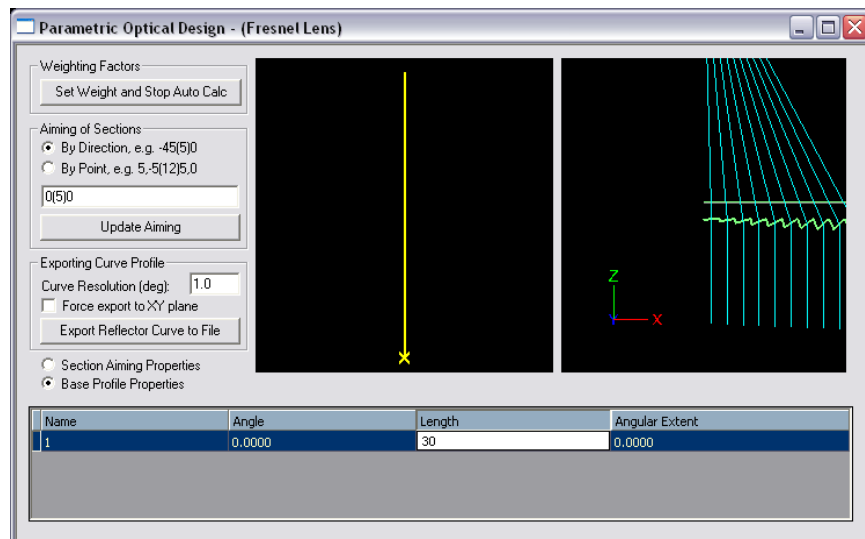 Parametric Optical Design - (Fresnel Lens)
Weighting Factors
Set Weight and Stop Auto Calc
Aiming of Sections
By Direction, e.g. -45(5)0
By Point, e.g. 5,-5(12)5,0
0(5)0
Update Aiming
Exporting Curve Profile
Curve Resolution (deg): 1.0
Force export to XY plane
Export Reflector Curve to File
Section Aiming Properties
Base Profile Properties
Z
Y X
Name Angle Length Angular Extent
1 0.0000 30 0.0000